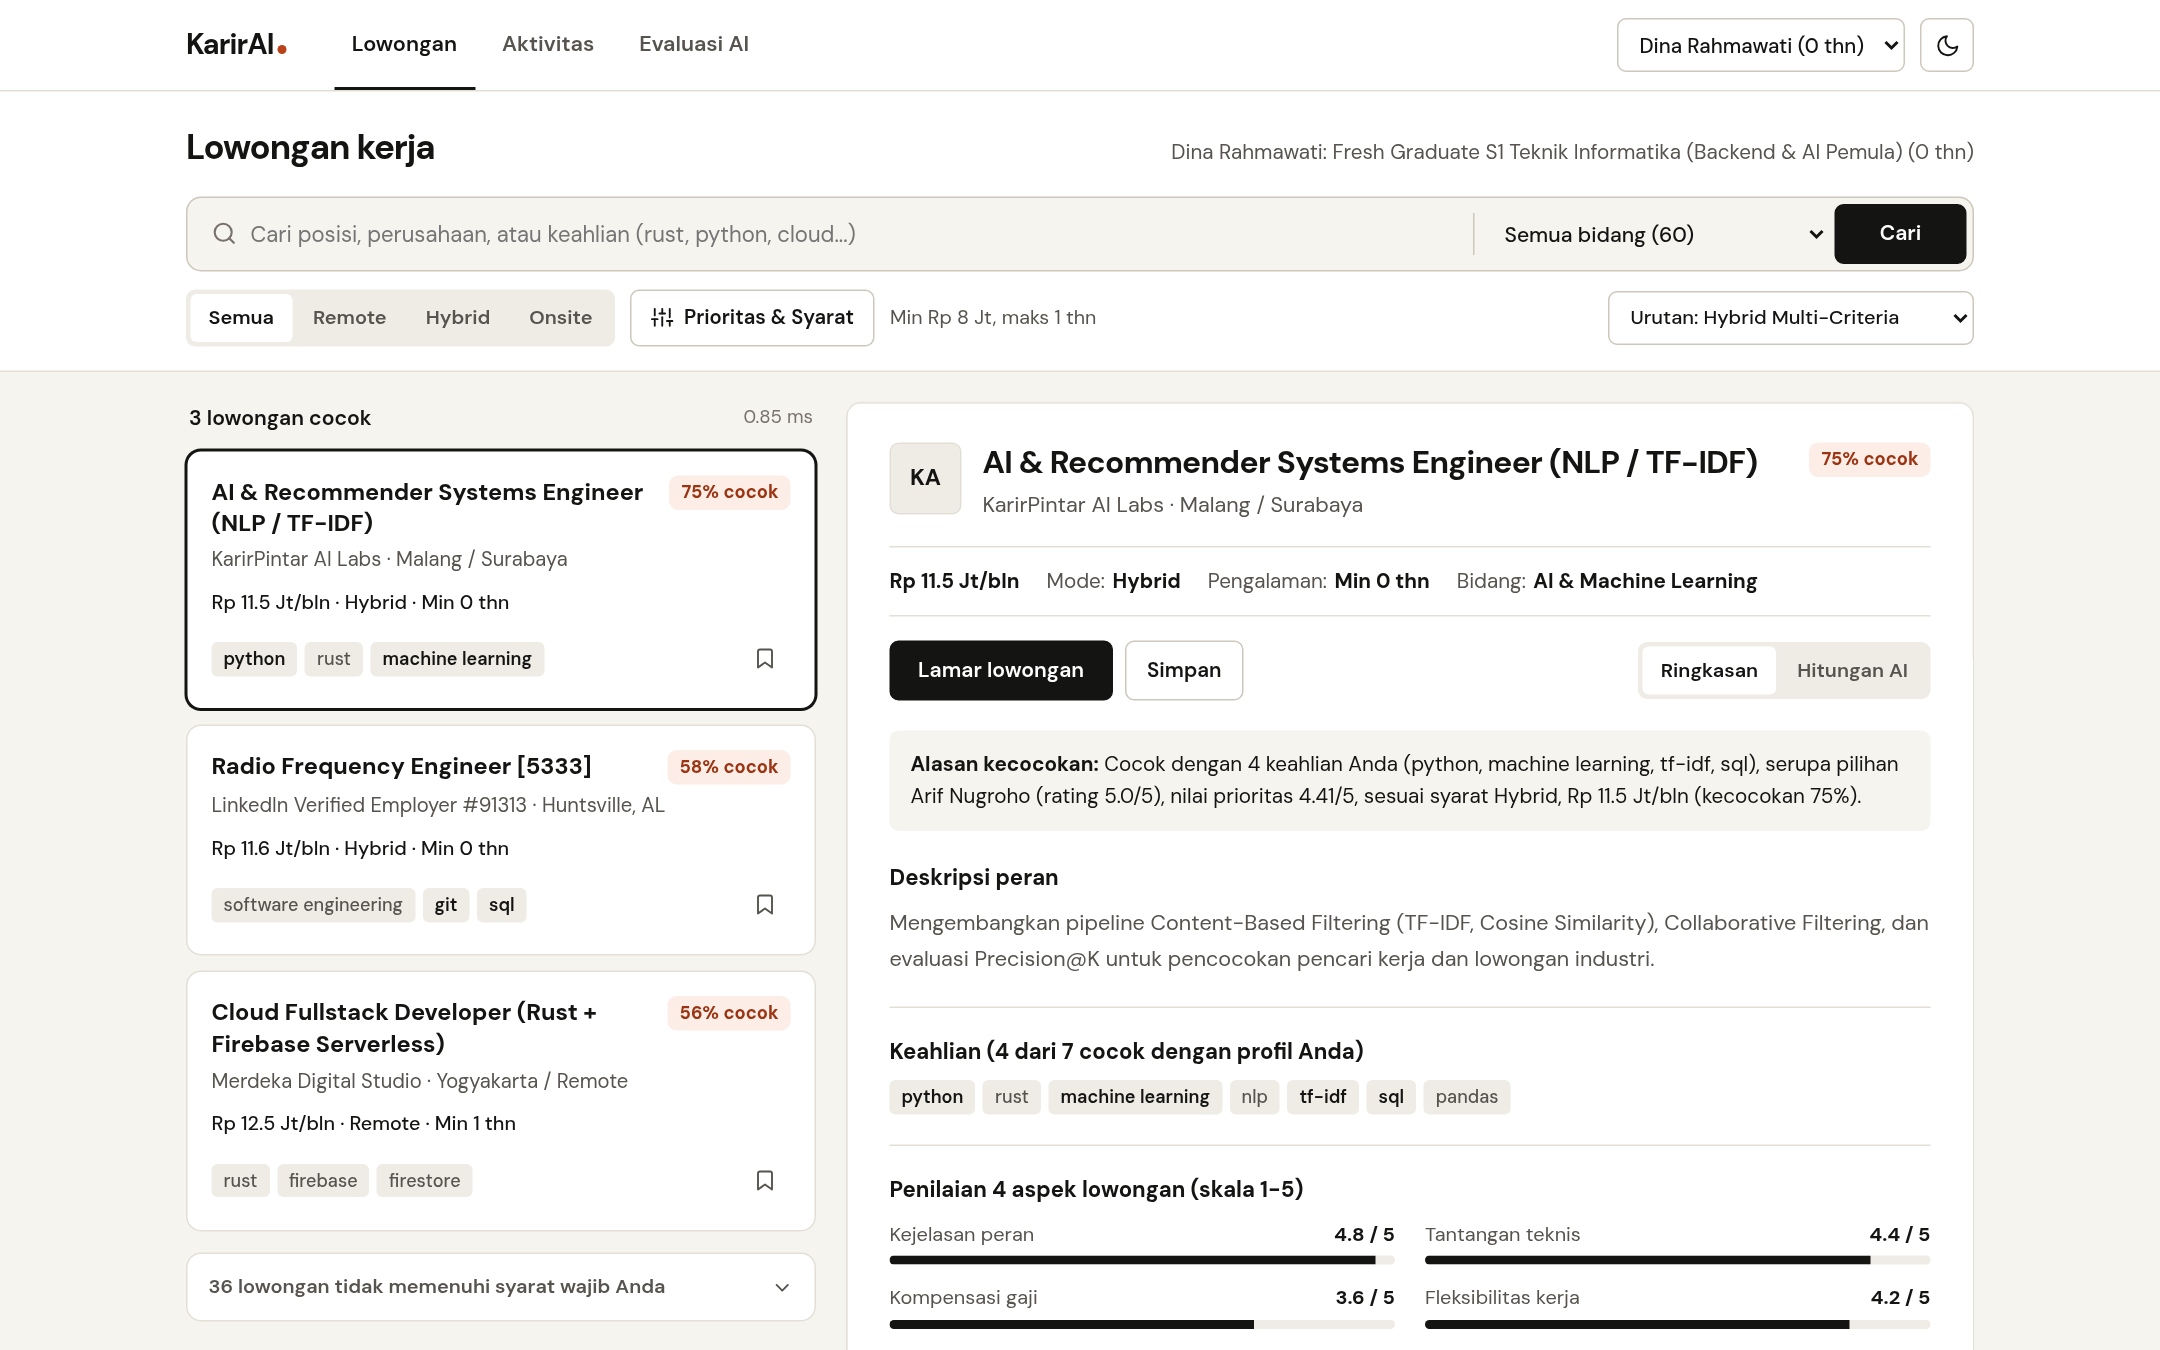 KarirAI.
Lowongan
Aktivitas
Evaluasi AI
Dina Rahmawati (0 thn)
Lowongan kerja
Dina Rahmawati: Fresh Graduate S1 Teknik Informatika (Backend & AI Pemula) (0 thn)
Cari posisi, perusahaan, atau keahlian (rust, python, cloud...)
Semua bidang (60)
Cari
Semua
Remote
Hybrid
Onsite
Prioritas & Syarat
Min Rp 8 Jt, maks 1 thn
Urutan: Hybrid Multi-Criteria
3 lowongan cocok
0.85 ms
AI & Recommender Systems Engineer
(NLP / TF-IDF)
75% cocok
KarirPintar AI Labs · Malang / Surabaya
Rp 11.5 Jt/bln · Hybrid · Min 0 thn
python
rust
machine learning
Radio Frequency Engineer [5333]
58% cocok
LinkedIn Verified Employer #91313 · Huntsville, AL
Rp 11.6 Jt/bln · Hybrid · Min 0 thn
software engineering
git
sql
Cloud Fullstack Developer (Rust +
Firebase Serverless)
56% cocok
Merdeka Digital Studio · Yogyakarta / Remote
Rp 12.5 Jt/bln · Remote · Min 1 thn
rust
firebase
firestore
36 lowongan tidak memenuhi syarat wajib Anda
KA
AI & Recommender Systems Engineer (NLP / TF-IDF)
75% cocok
KarirPintar AI Labs · Malang / Surabaya
Rp 11.5 Jt/bln
Mode: Hybrid
Pengalaman: Min 0 thn
Bidang: AI & Machine Learning
Lamar lowongan
Simpan
Ringkasan
Hitungan AI
Alasan kecocokan: Cocok dengan 4 keahlian Anda (python, machine learning, tf-idf, sql), serupa pilihan
Arif Nugroho (rating 5.0/5), nilai prioritas 4.41/5, sesuai syarat Hybrid, Rp 11.5 Jt/bln (kecocokan 75%).
Deskripsi peran
Mengembangkan pipeline Content-Based Filtering (TF-IDF, Cosine Similarity), Collaborative Filtering, dan
evaluasi Precision@K untuk pencocokan pencari kerja dan lowongan industri.
Keahlian (4 dari 7 cocok dengan profil Anda)
python
rust
machine learning
nlp
tf-idf
sql
pandas
Penilaian 4 aspek lowongan (skala 1-5)
Kejelasan peran
4.8 / 5
Tantangan teknis
4.4 / 5
Kompensasi gaji
3.6 / 5
Fleksibilitas kerja
4.2 / 5